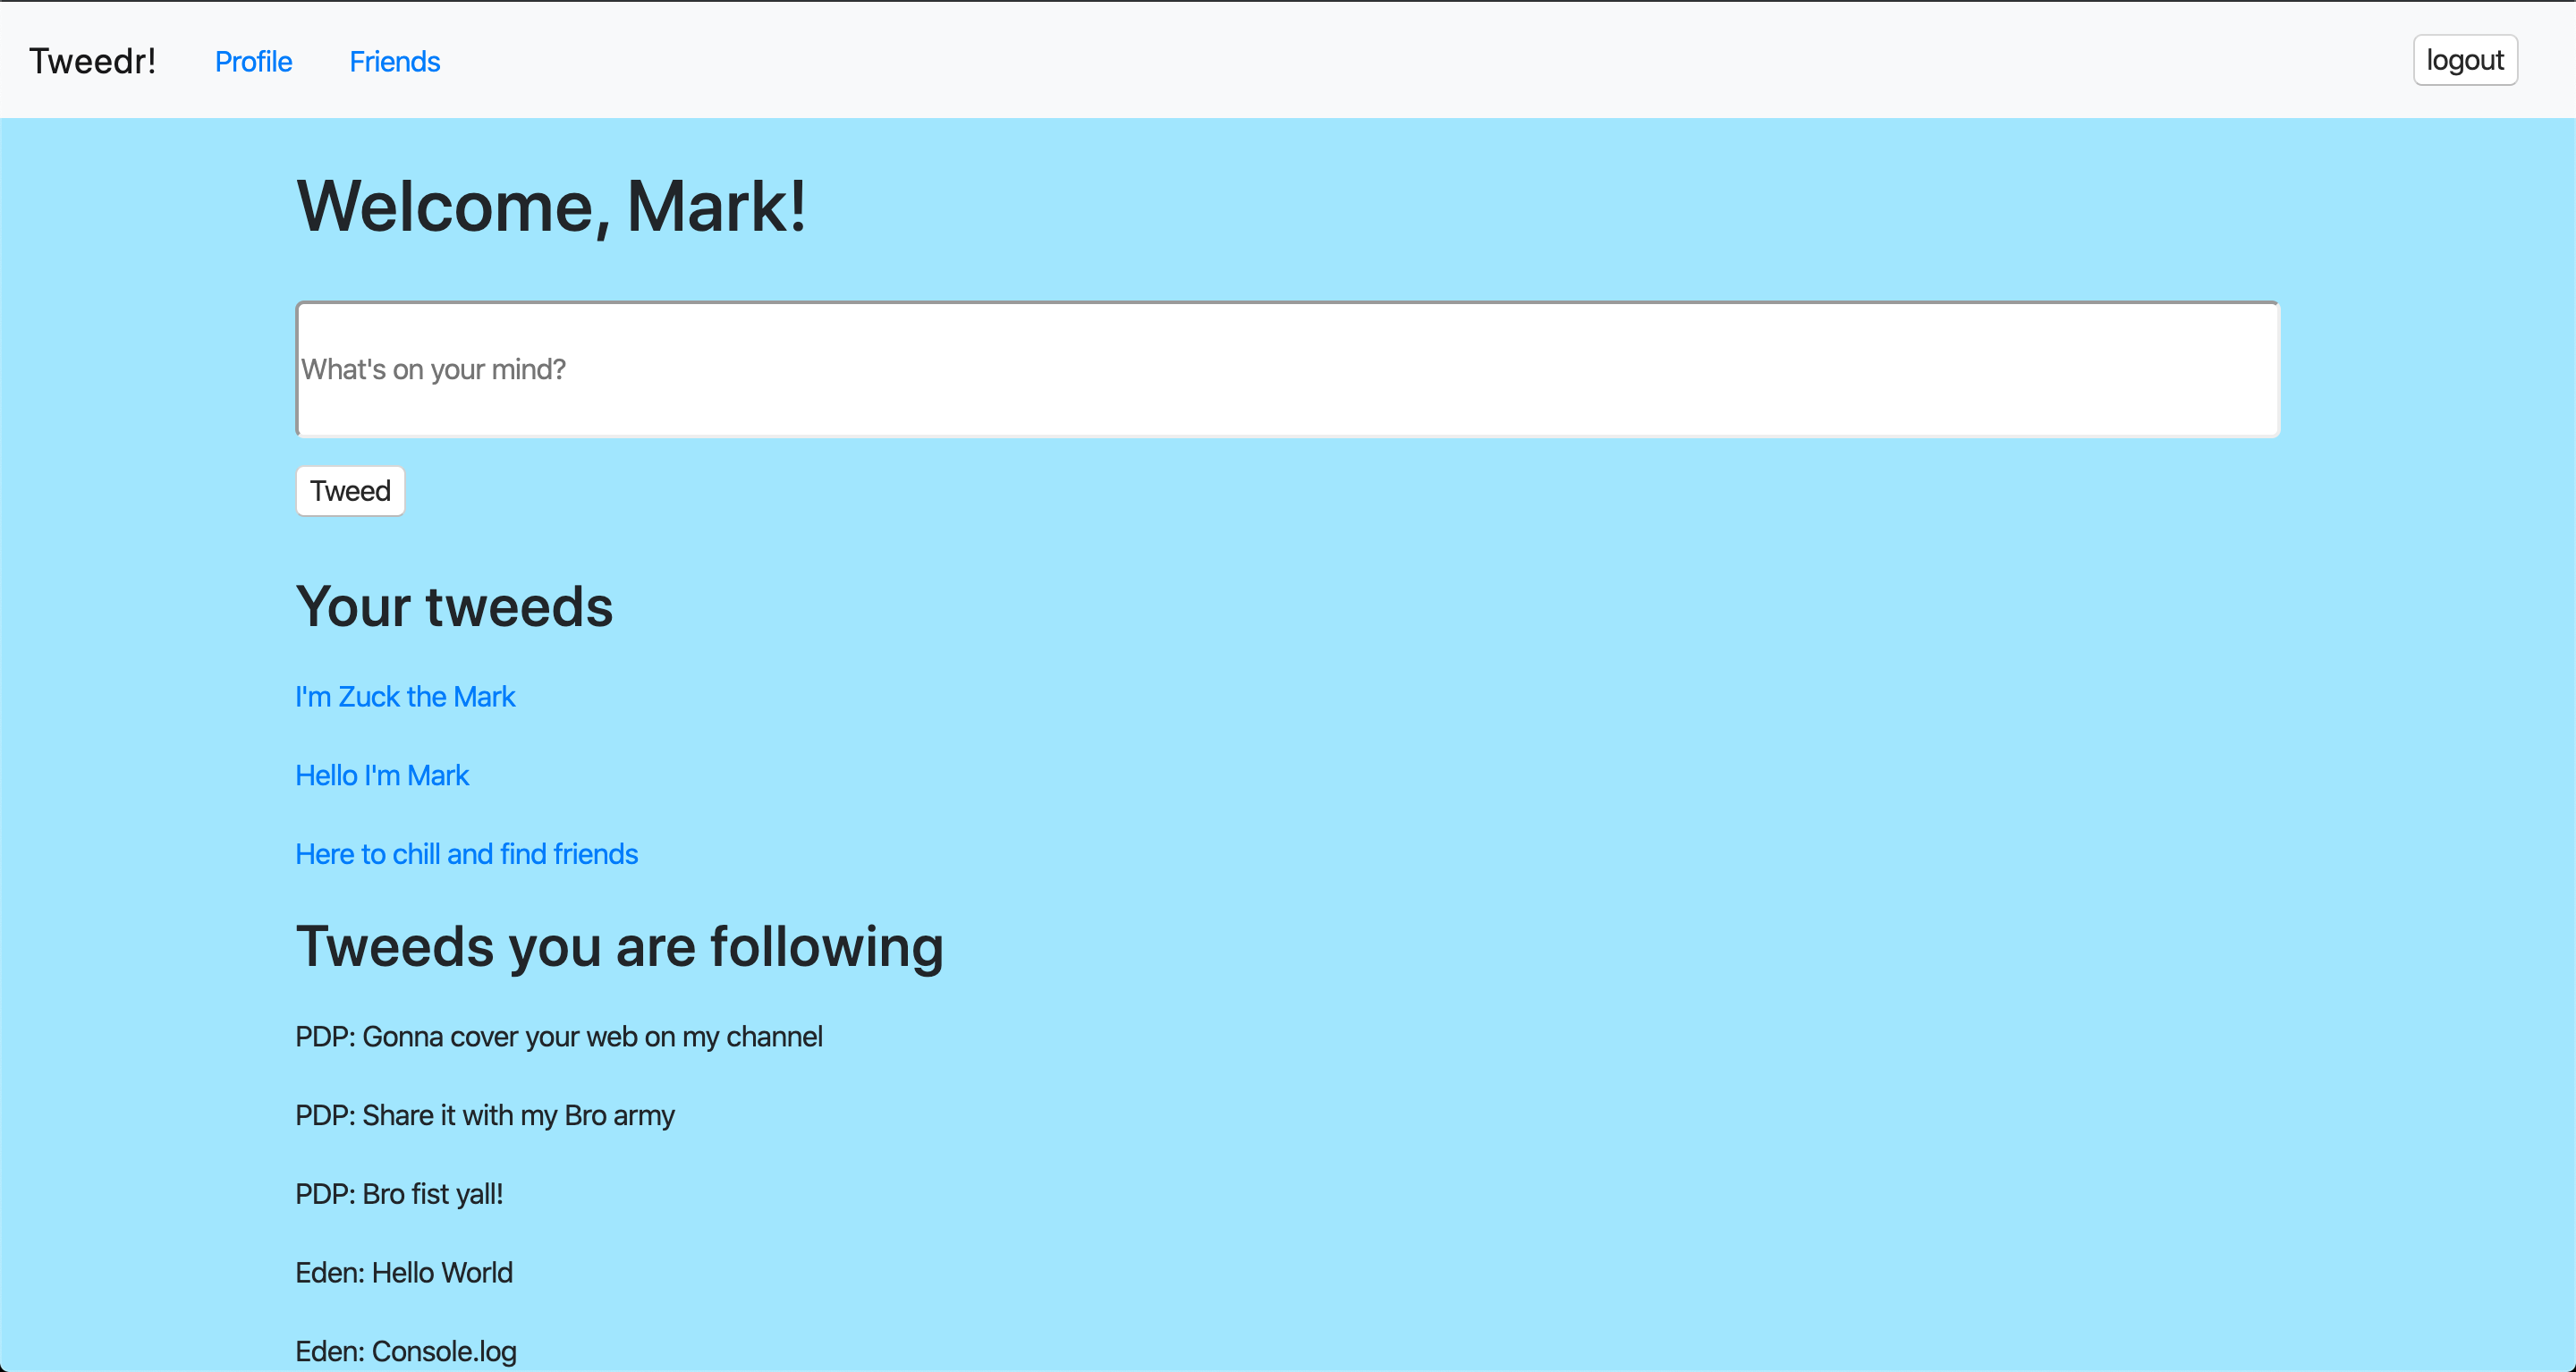 Tweedr! Profile Friends logout
Welcome, Mark!
What's on your mind?
Tweed
Your tweeds
I'm Zuck the Mark
Hello I'm Mark
Here to chill and find friends
Tweeds you are following
PDP: Gonna cover your web on my channel
PDP: Share it with my Bro army
PDP: Bro fist yall!
Eden: Hello World
Eden: Console.log